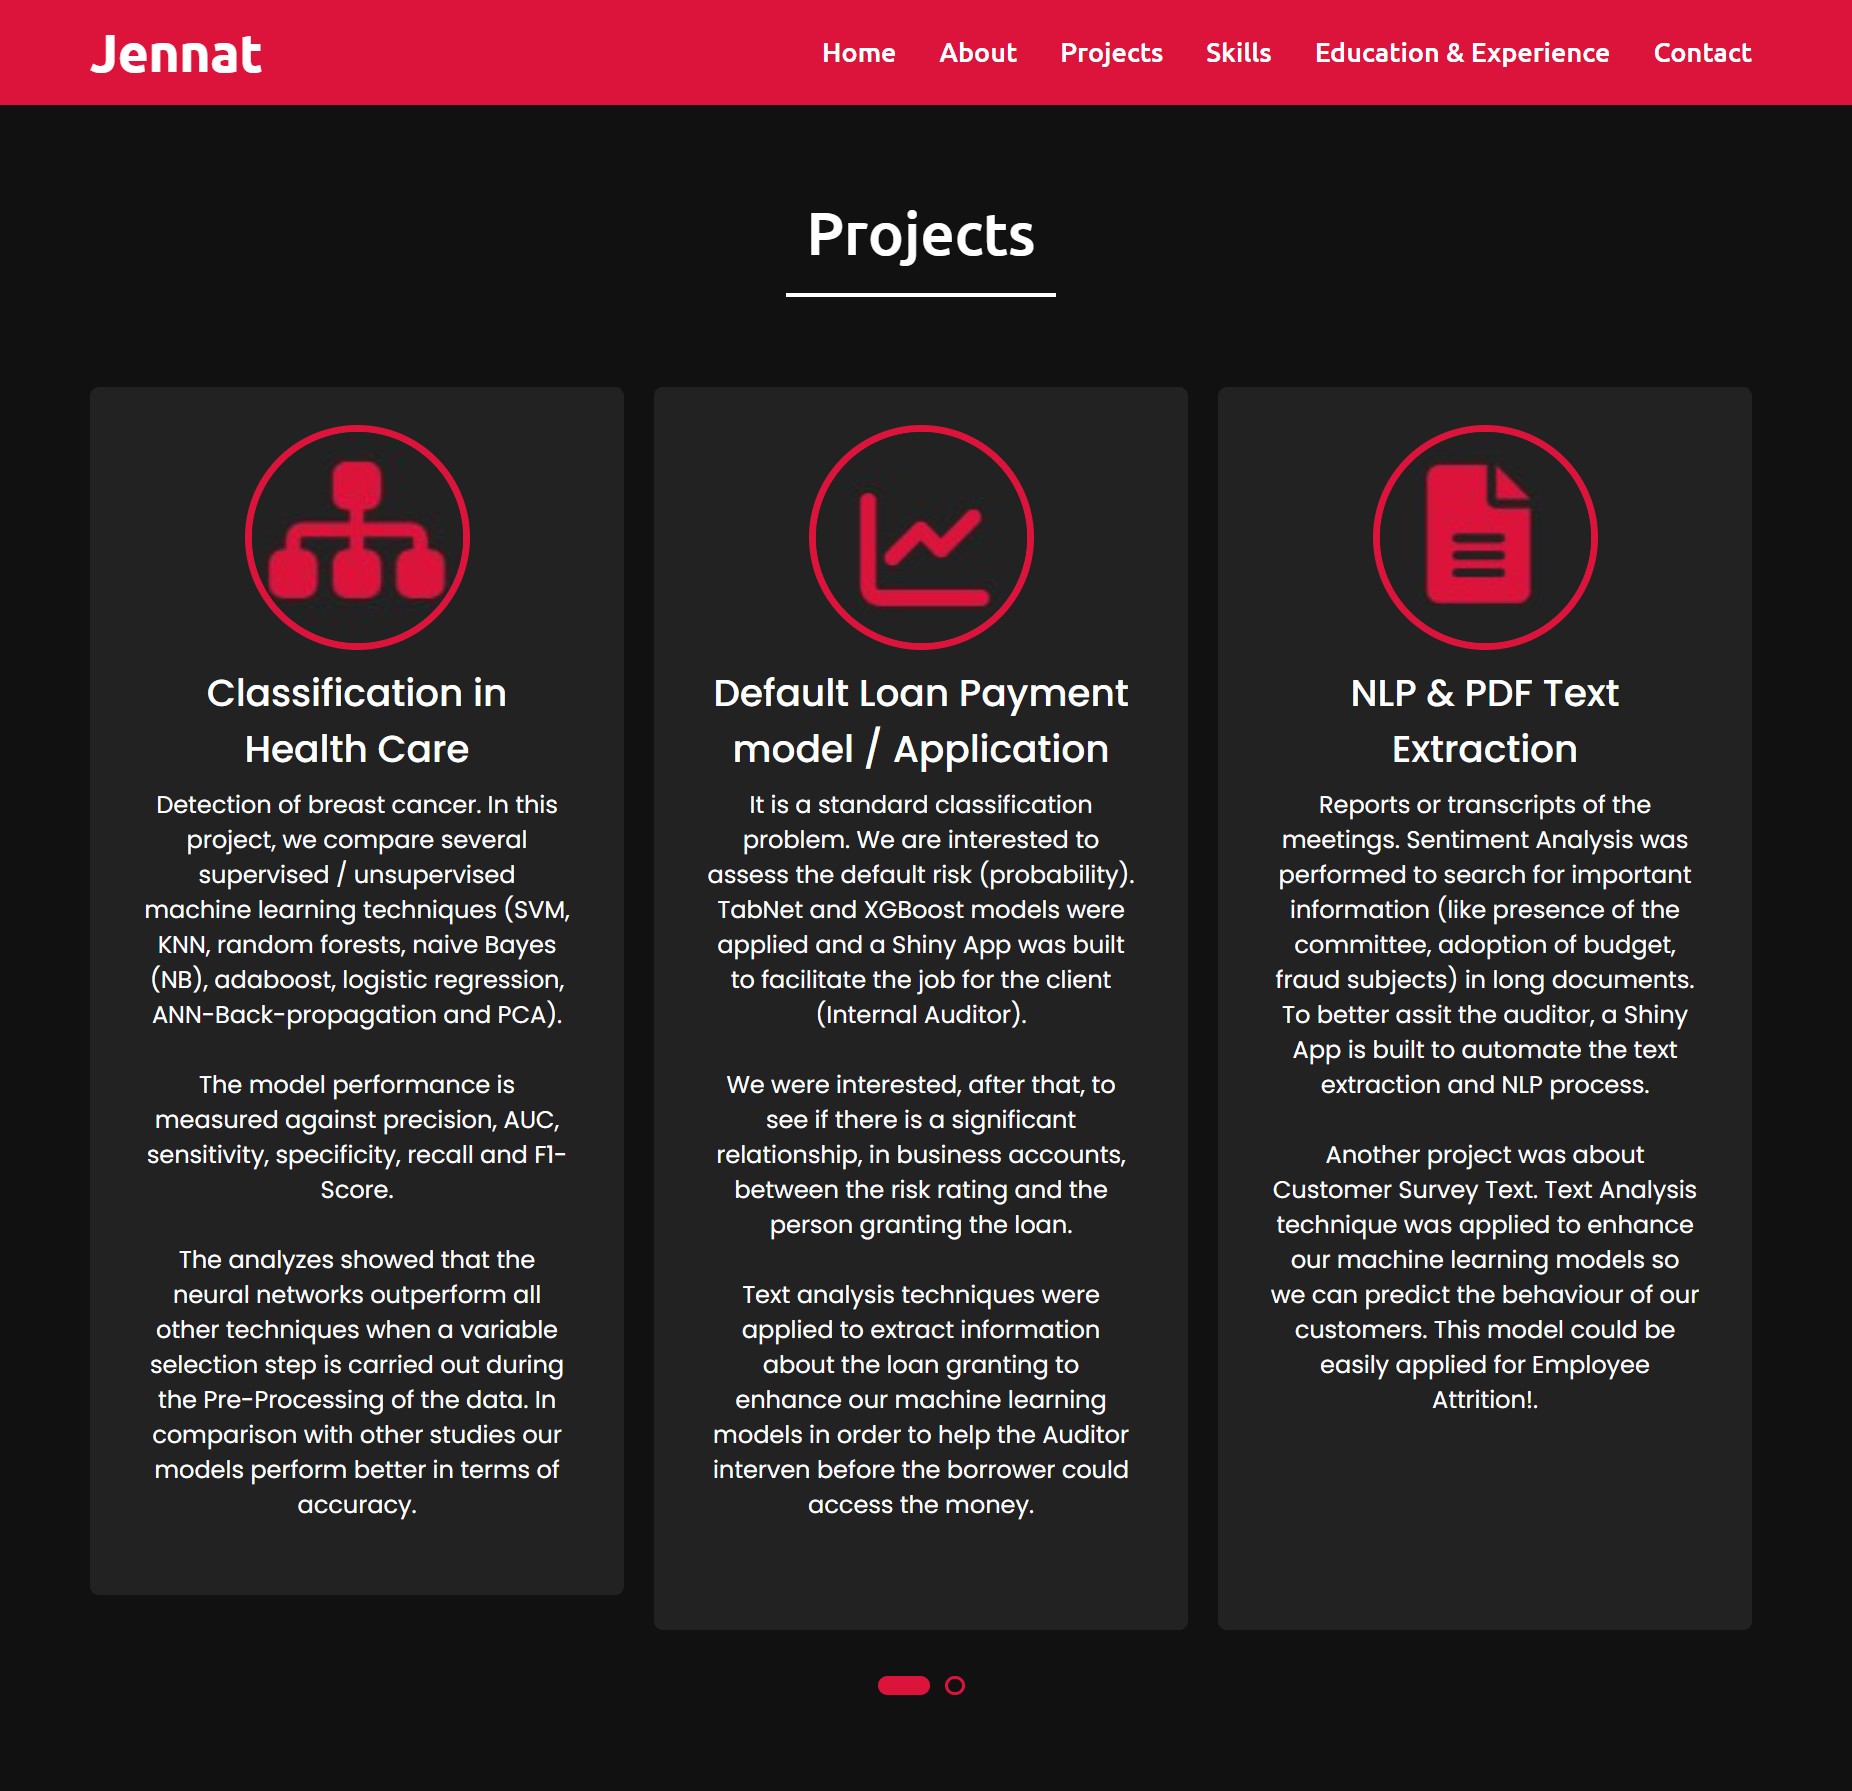 Jennat
Home About Projects Skills Education & Experience Contact
Projects
Classification in
Health Care
Detection of breast cancer. In this
project, we compare several
supervised / unsupervised
machine learning techniques (SVM,
KNN, random forests, naive Bayes
(NB), adaboost, logistic regression,
ANN-Back-propagation and PCA).
The model performance is
measured against precision, AUC,
sensitivity, specificity, recall and F1-
Score.
The analyzes showed that the
neural networks outperform all
other techniques when a variable
selection step is carried out during
the Pre-Processing of the data. In
comparison with other studies our
models perform better in terms of
accuracy.
Default Loan Payment
model / Application
It is a standard classification
problem. We are interested to
assess the default risk (probability).
TabNet and XGBoost models were
applied and a Shiny App was built
to facilitate the job for the client
(Internal Auditor).
We were interested, after that, to
see if there is a significant
relationship, in business accounts,
between the risk rating and the
person granting the loan.
Text analysis techniques were
applied to extract information
about the loan granting to
enhance our machine learning
models in order to help the Auditor
interven before the borrower could
access the money.
NLP & PDF Text
Extraction
Reports or transcripts of the
meetings. Sentiment Analysis was
performed to search for important
information (like presence of the
committee, adoption of budget,
fraud subjects) in long documents.
To better assit the auditor, a Shiny
App is built to automate the text
extraction and NLP process.
Another project was about
Customer Survey Text. Text Analysis
technique was applied to enhance
our machine learning models so
we can predict the behaviour of our
customers. This model could be
easily applied for Employee
Attrition!.